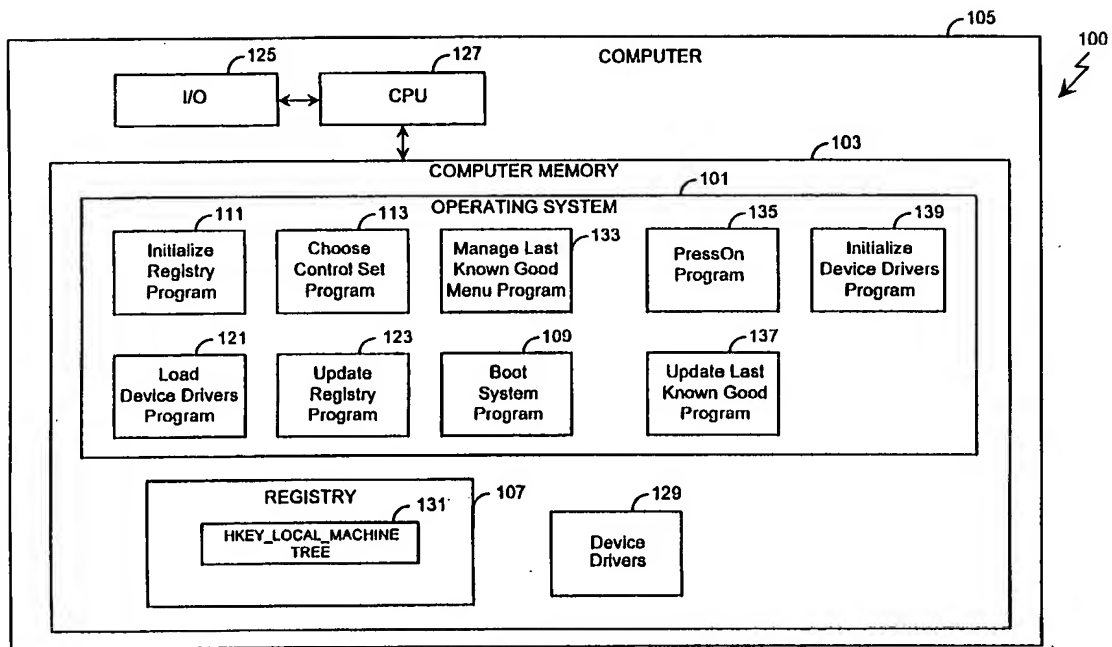 105
100
COMPUTER
125
127
I/O
CPU
103
COMPUTER MEMORY
101
OPERATING SYSTEM
111
113
133
135
139
Initialize
Registry
Program
Choose
Control Set
Program
Manage Last
Known Good
Menu Program
PressOn
Program
Initialize
Device Drivers
Program
121
123
109
137
Load
Device Drivers
Program
Update
Registry
Program
Boot
System
Program
Update Last
Known Good
Program
REGISTRY
107
131
HKEY_LOCAL_MACHINE
TREE
129
Device
Drivers